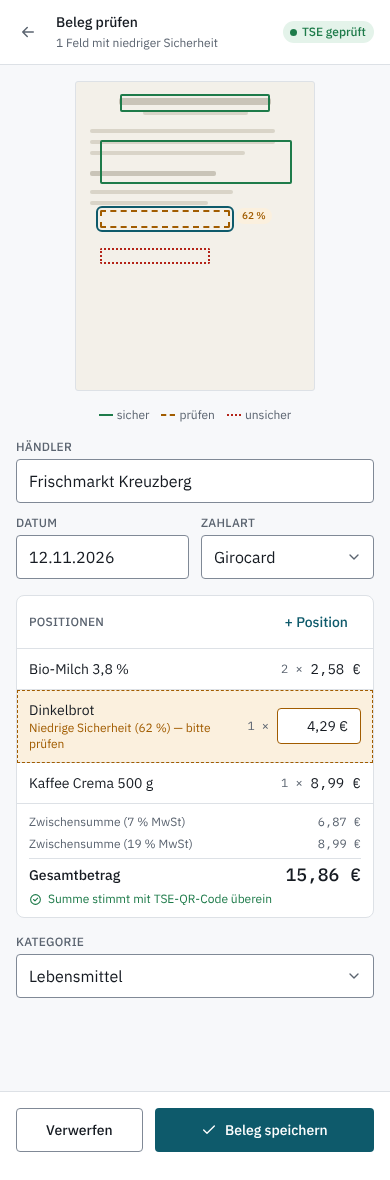 Beleg prüfen
1 Feld mit niedriger Sicherheit
TSE geprüft
62 %
sicher
prüfen
unsicher
HÄNDLER
Frischmarkt Kreuzberg
DATUM
ZAHLART
12.11.2026
Girocard
POSITIONEN
+ Position
Bio-Milch 3,8 %
2 × 2,58 €
Dinkelbrot
Niedrige Sicherheit (62 %) — bitte
prüfen
1 ×
4,29 €
Kaffee Crema 500 g
1 × 8,99 €
Zwischensumme (7 % MwSt)
6,87 €
Zwischensumme (19 % MwSt)
8,99 €
Gesamtbetrag
15,86 €
Summe stimmt mit TSE-QR-Code überein
KATEGORIE
Lebensmittel
Verwerfen
Beleg speichern